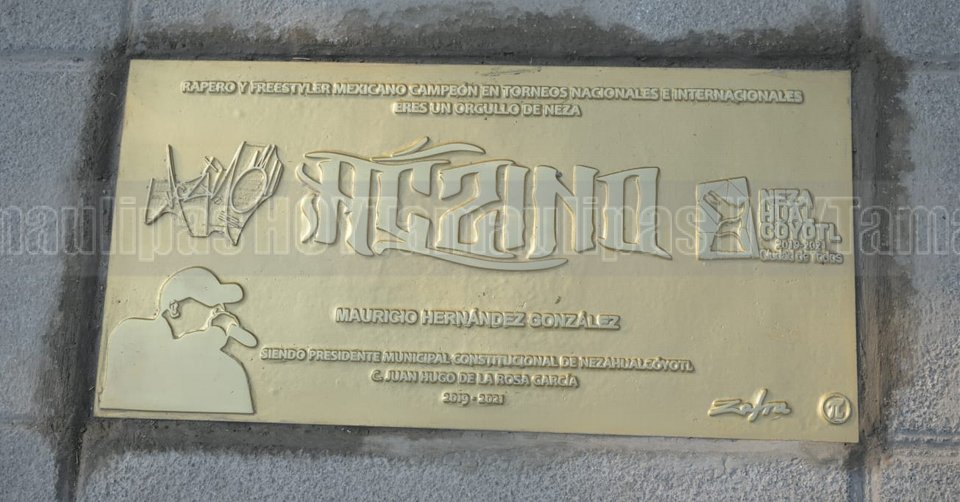 RAPERO Y FREESTYLER MEXICANO CAMPEÓN EN TORNEOS NACIONALES E INTERNACIONALES
ERES UN ORGULLO DE NEZA
ACZINO
NEZA
HUAL
COYOTL
2019-2021
Ciudad de Todos
MAURICIO HERNÁNDEZ GONZÁLEZ
SIENDO PRESIDENTE MUNICIPAL CONSTITUCIONAL DE NEZAHUALCÓYOTL
C. JUAN HUGO DE LA ROSA GARCÍA
2019 - 2021